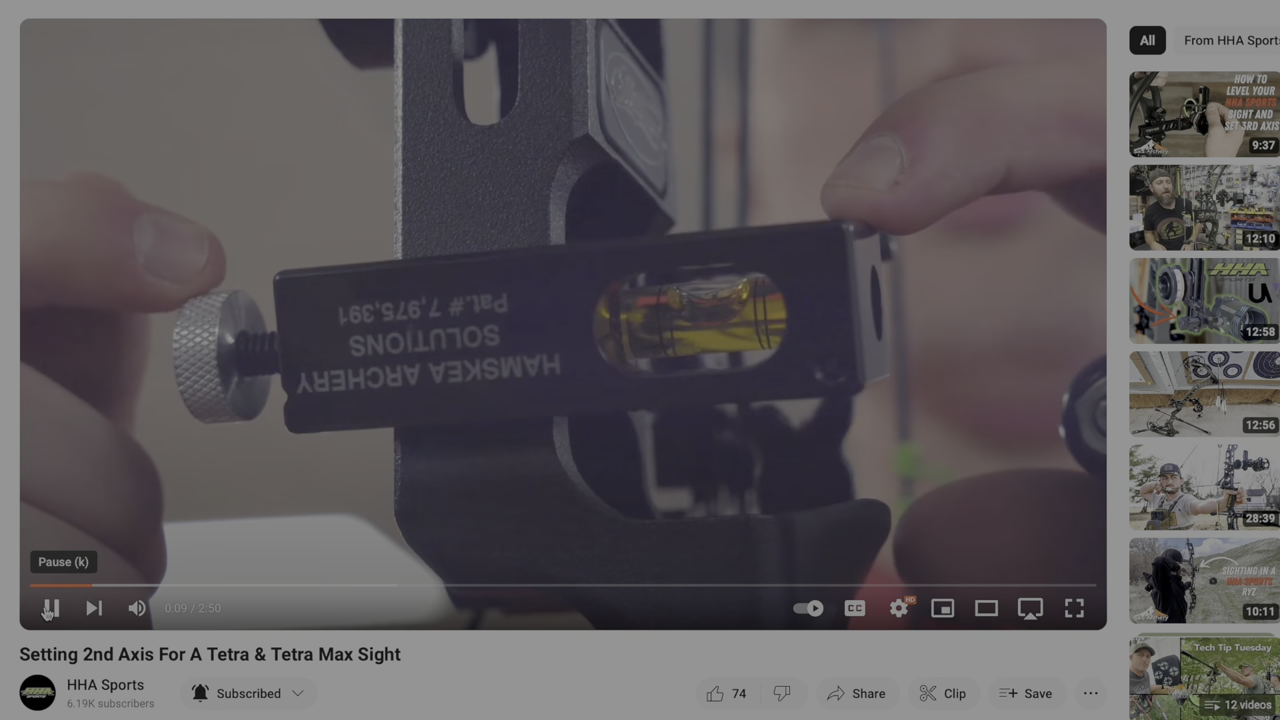 All
From HHA Sports
HOW TO
LEVEL YOUR
HHA SPORTS
SIGHT AND
SET 3RD AXIS
9:37
12:10
HHA
12:58
12:56
28:39
SIGHTING IN A
HHA SPORTS
RYZ
10:11
Tech Tip Tuesday
12 videos
Pat.# 7,975,391
SOLUTIONS
HAMSKEA ARCHERY
Pause (k)
0:09 / 2:50
CC
HD
Setting 2nd Axis For A Tetra & Tetra Max Sight
HHA Sports
6.19K subscribers
Subscribed
74
Share
Clip
Save